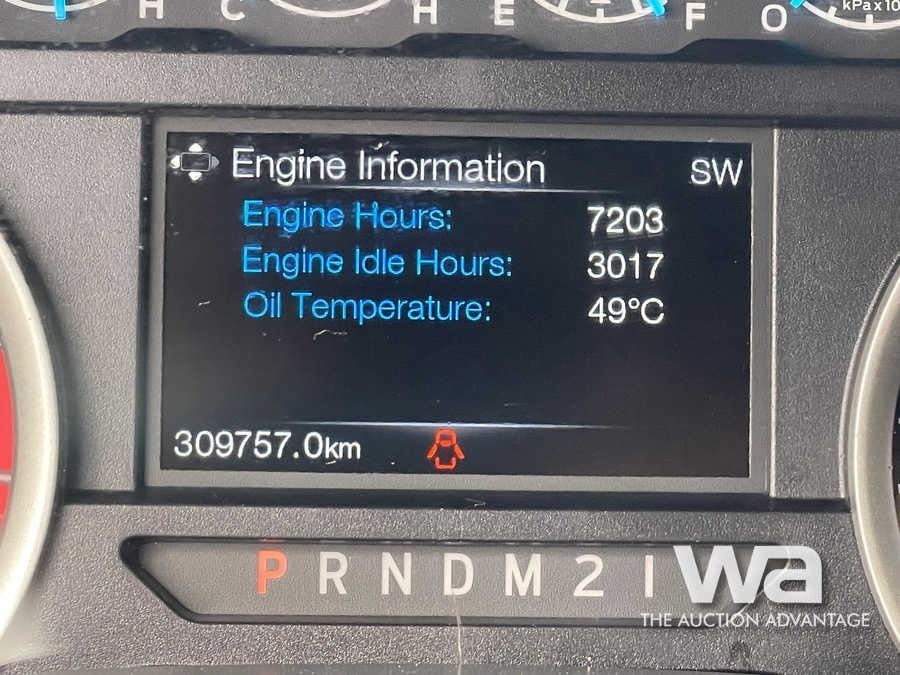 H C H E F O kPa x 10
Engine Information SW
Engine Hours: 7203
Engine Idle Hours: 3017
Oil Temperature: 49°C
309757.0km
P R N D M 2 1
wa
THE AUCTION ADVANTAGE